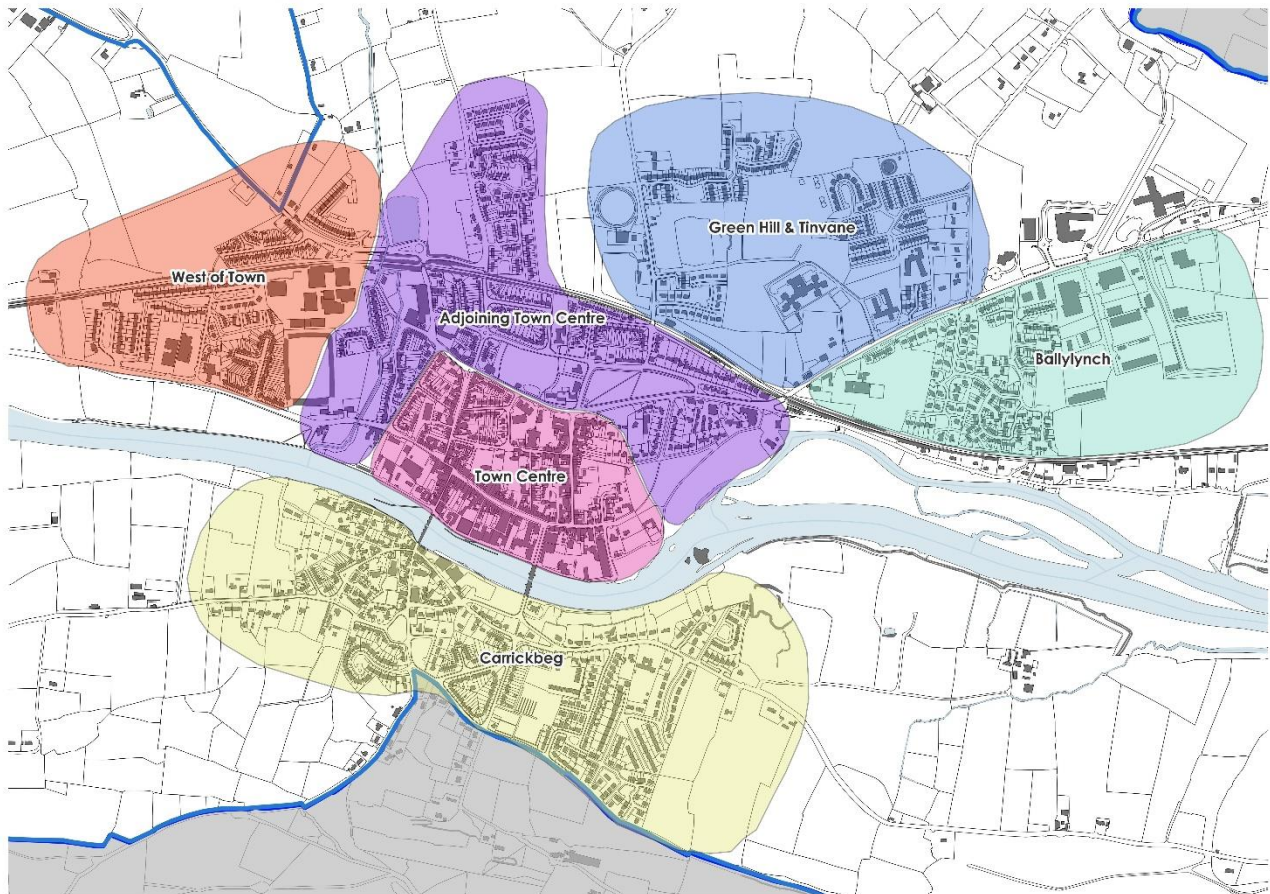 Green Hill & Tinvane
West of Town
Adjoining Town Centre
Ballylynch
Town Centre
Carrickbeg